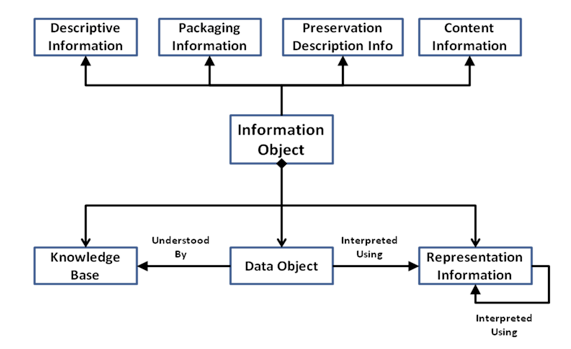 Descriptive
Information
Packaging
Information
Preservation
Description Info
Content
Information
Information
Object
Understood
By
Interpreted
Using
Knowledge
Base
Data Object
Representation
Information
Interpreted
Using